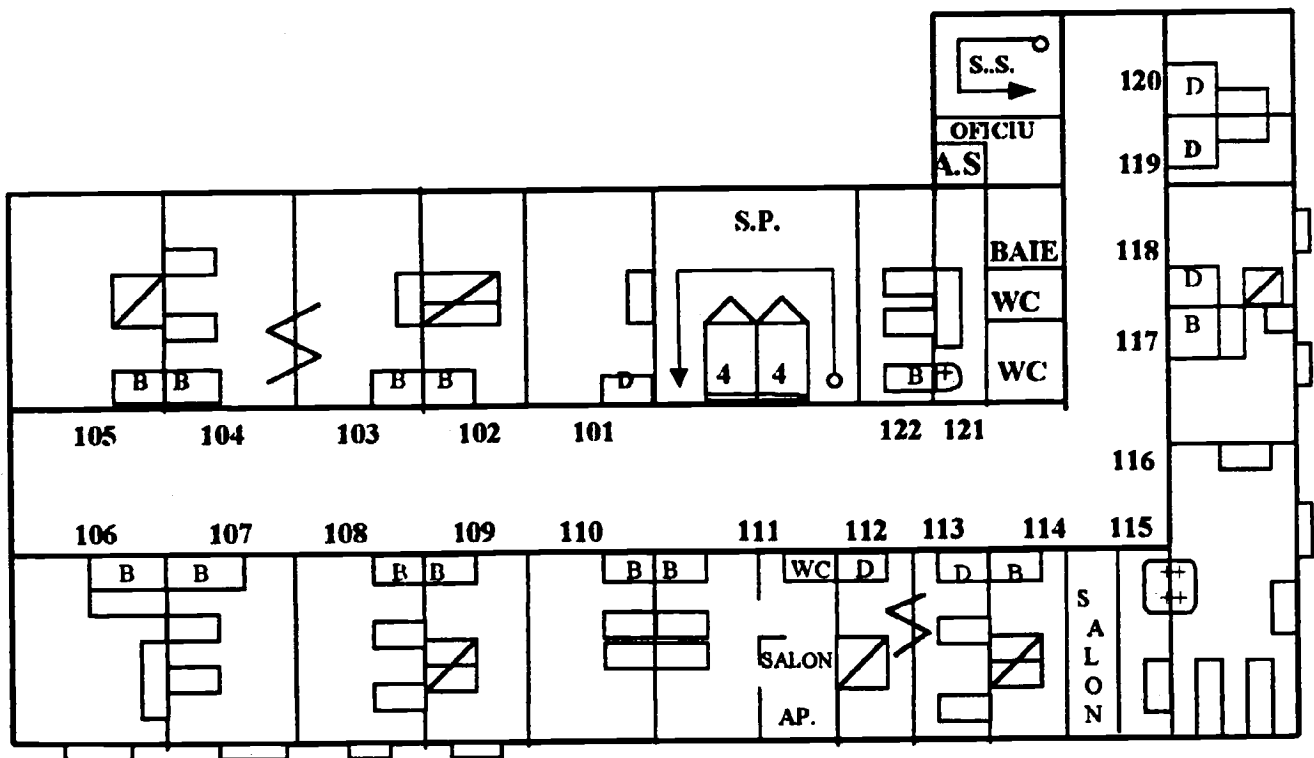 S..S.
120
D
OFICIU
119
D
A.S
S.P.
118
BAIE
D
WC
117
B
4 4
WC
B B
B B
D
B
105 104 103 102 101 122 121
116
106 107 108 109 110 111 112 113 114 115
B B
B B
B B
WC D
D B
SALON
AP.
S
A
L
O
N